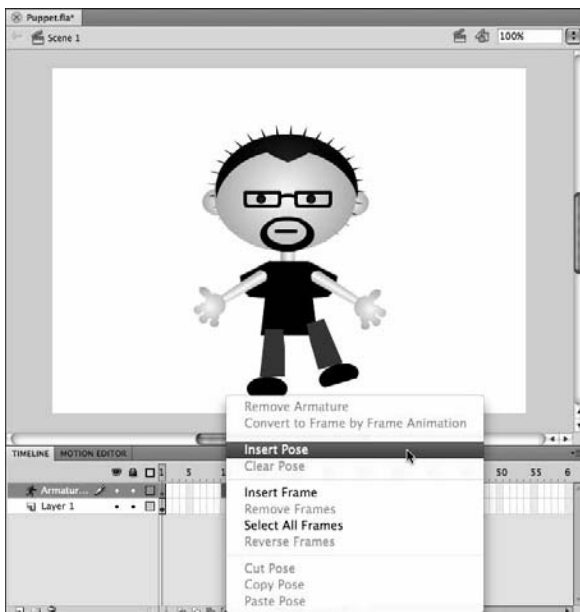 Puppet.fla*
Scene 1
100%
Remove Armature
Convert to Frame by Frame Animation
Insert Pose
Clear Pose
Insert Frame
Remove Frames
Select All Frames
Reverse Frames
Cut Pose
Copy Pose
Paste Pose
TIMELINE MOTION EDITOR
1 5 50 55 6
Armatur...
Layer 1